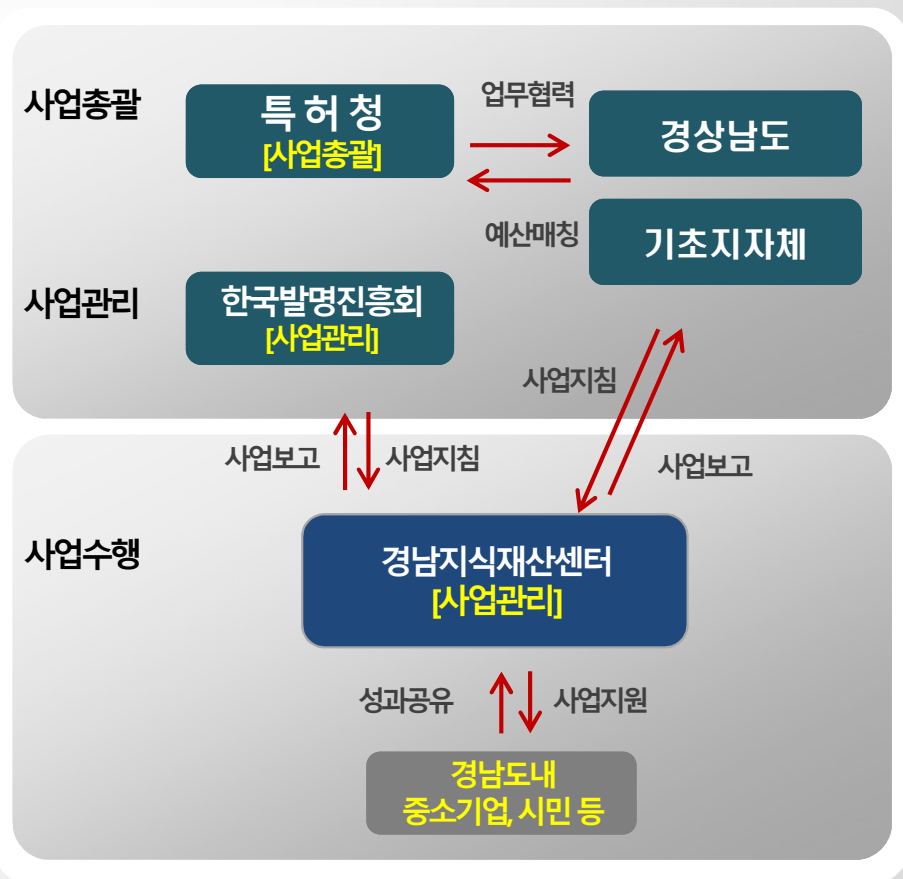 사업총괄
특 허 청
[사업총괄]
업무협력
경상남도
예산매칭
기초지자체
사업관리
한국발명진흥회
[사업관리]
사업지침
사업보고
사업지침
사업보고
사업수행
경남지식재산센터
[사업관리]
성과공유
사업지원
경남도내
중소기업, 시민 등